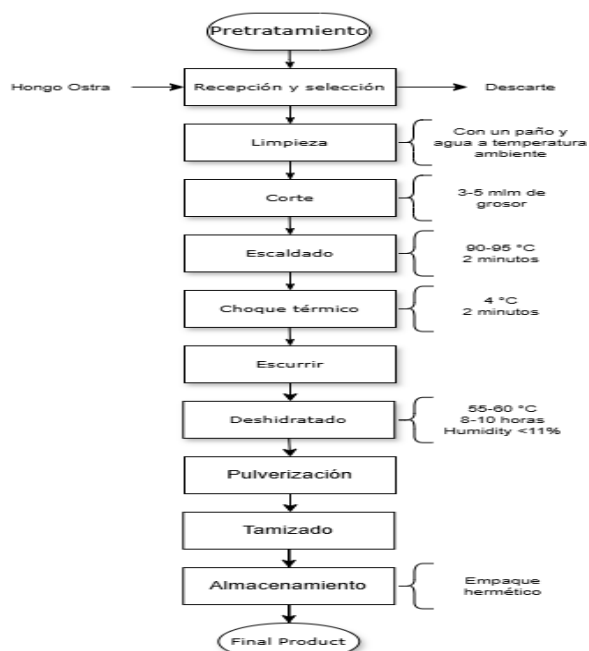 Pretratamiento
Hongo Ostra
Recepción y selección
Descarte
Limpieza
Con un paño y
agua a temperatura
ambiente
Corte
3-5 mlm de
grosor
Escaldado
90-95 °C
2 minutos
Choque térmico
4 °C
2 minutos
Escurrir
Deshidratado
55-60 °C
8-10 horas
Humidity <11%
Pulverización
Tamizado
Almacenamiento
Empaque
hermético
Final Product